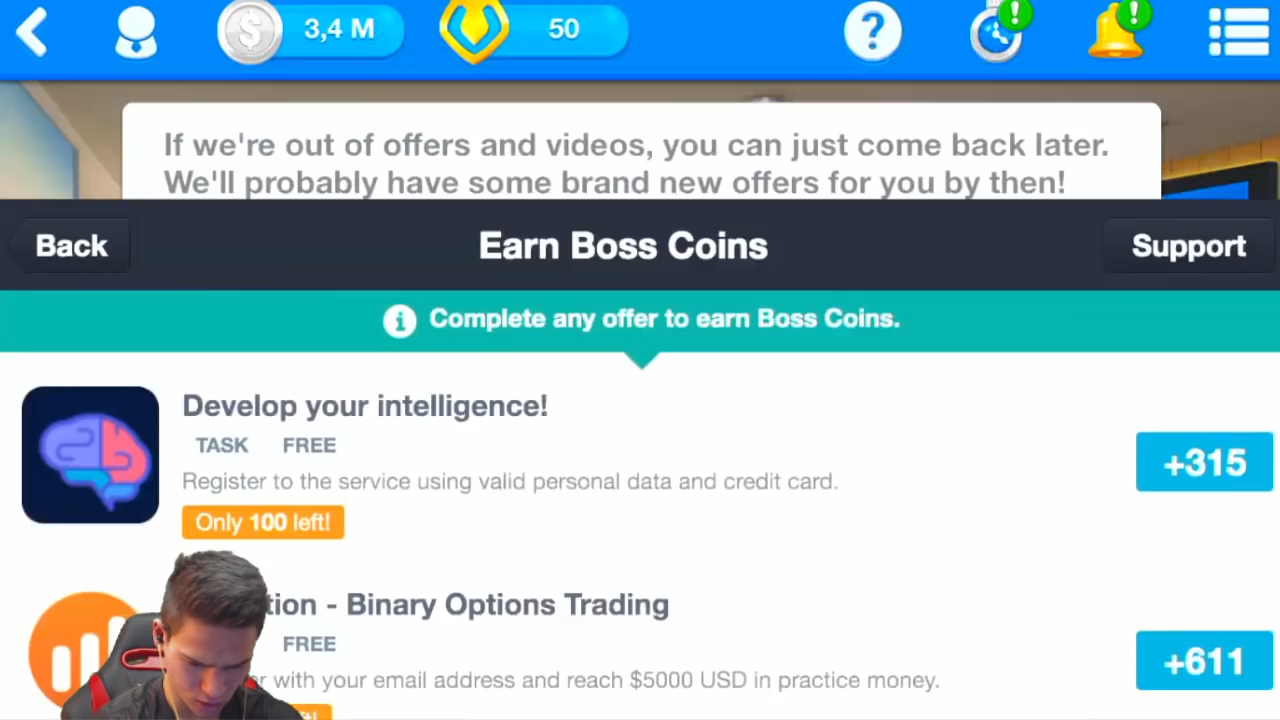 3,4 M
50
?
!
!
If we're out of offers and videos, you can just come back later.
We'll probably have some brand new offers for you by then!
Back
Earn Boss Coins
Support
Complete any offer to earn Boss Coins.
Develop your intelligence!
TASK FREE
+315
Register to the service using valid personal data and credit card.
Only 100 left!
tion - Binary Options Trading
FREE
+611
with your email address and reach $5000 USD in practice money.